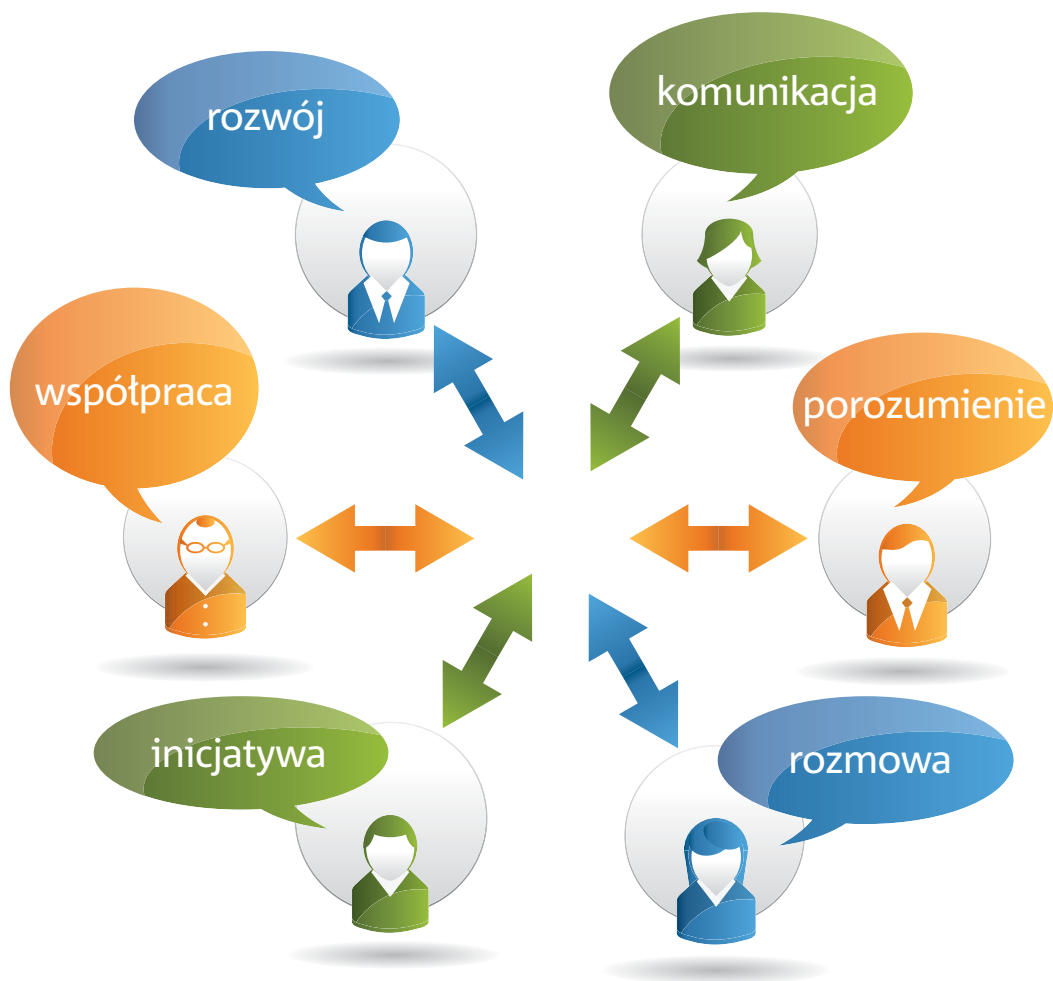 rozwój
komunikacja
współpraca
porozumienie
inicjatywa
rozmowa